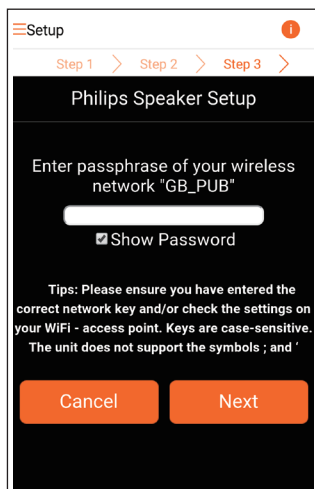 Setup
i
Step 1 Step 2 Step 3
Philips Speaker Setup
Enter passphrase of your wireless
network "GB_PUB"
Show Password
Tips: Please ensure you have entered the
correct network key and/or check the settings on
your WiFi - access point. Keys are case-sensitive.
The unit does not support the symbols ; and ‘
Cancel Next